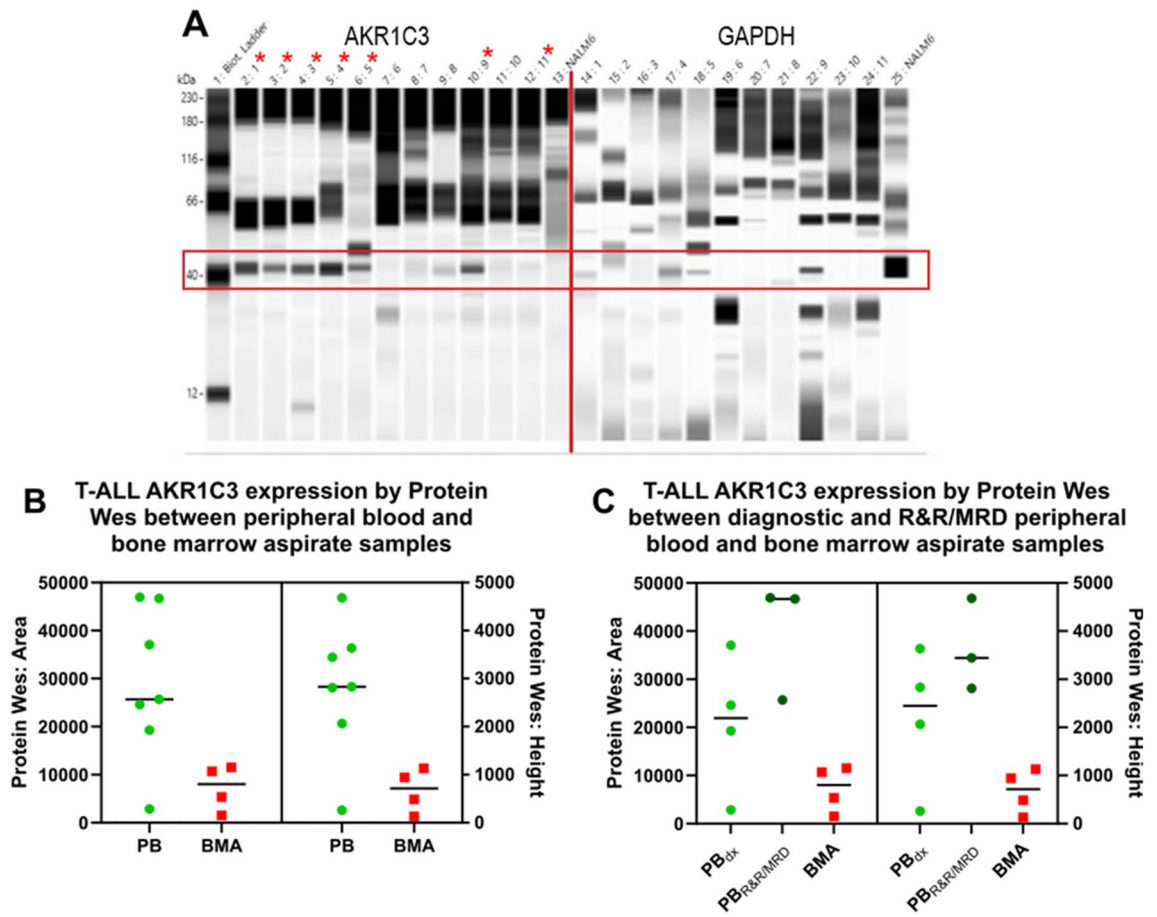 A
AKR1C3
GAPDH
kDa
1: Biot. Ladder
2: 1 *
3: 2 *
4: 3 *
5: 4 *
6: 5 *
7: 6
8: 7
9: 8
10: 9 *
11: 10
12: 11 *
13: NALM6
14: 1
15: 2
16: 3
17: 4
18: 5
19: 6
20: 7
21: 8
22: 9
23: 10
24: 11
25: NALM6
230-
180-
116-
66-
40-
12-
B
T-ALL AKR1C3 expression by Protein
Wes between peripheral blood and
bone marrow aspirate samples
Protein Wes: Area
50000
40000
30000
20000
10000
0
5000
4000
3000
2000
1000
0
Protein Wes: Height
PB BMA PB BMA
C
T-ALL AKR1C3 expression by Protein Wes
between diagnostic and R&R/MRD peripheral
blood and bone marrow aspirate samples
Protein Wes: Area
50000
40000
30000
20000
10000
0
5000
4000
3000
2000
1000
0
Protein Wes: Height
PBdx PBR&R/MRD BMA PBdx PBR&R/MRD BMA